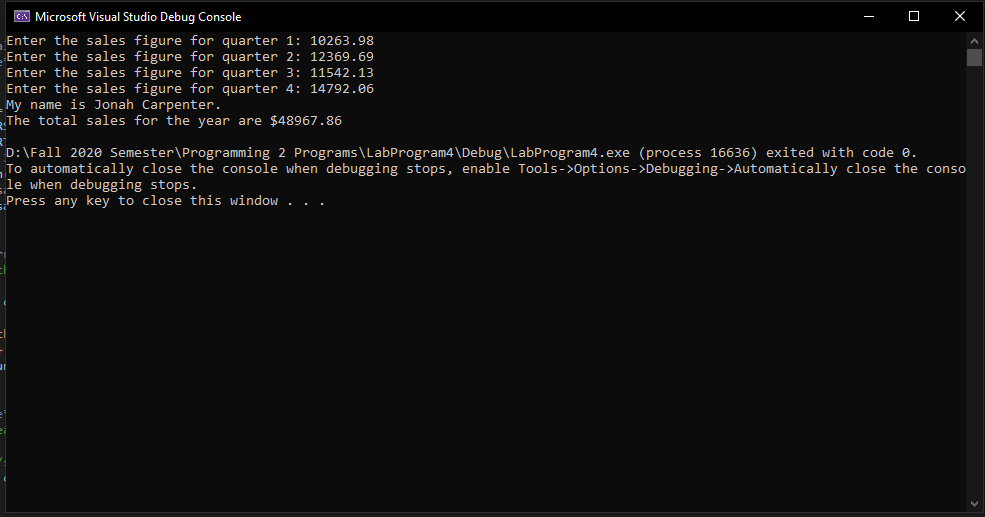 Microsoft Visual Studio Debug Console
Enter the sales figure for quarter 1: 10263.98
Enter the sales figure for quarter 2: 12369.69
Enter the sales figure for quarter 3: 11542.13
Enter the sales figure for quarter 4: 14792.06
My name is Jonah Carpenter.
The total sales for the year are $48967.86
D:\Fall 2020 Semester\Programming 2 Programs\LabProgram4\Debug\LabProgram4.exe (process 16636) exited with code 0.
To automatically close the console when debugging stops, enable Tools->Options->Debugging->Automatically close the conso
le when debugging stops.
Press any key to close this window . . .